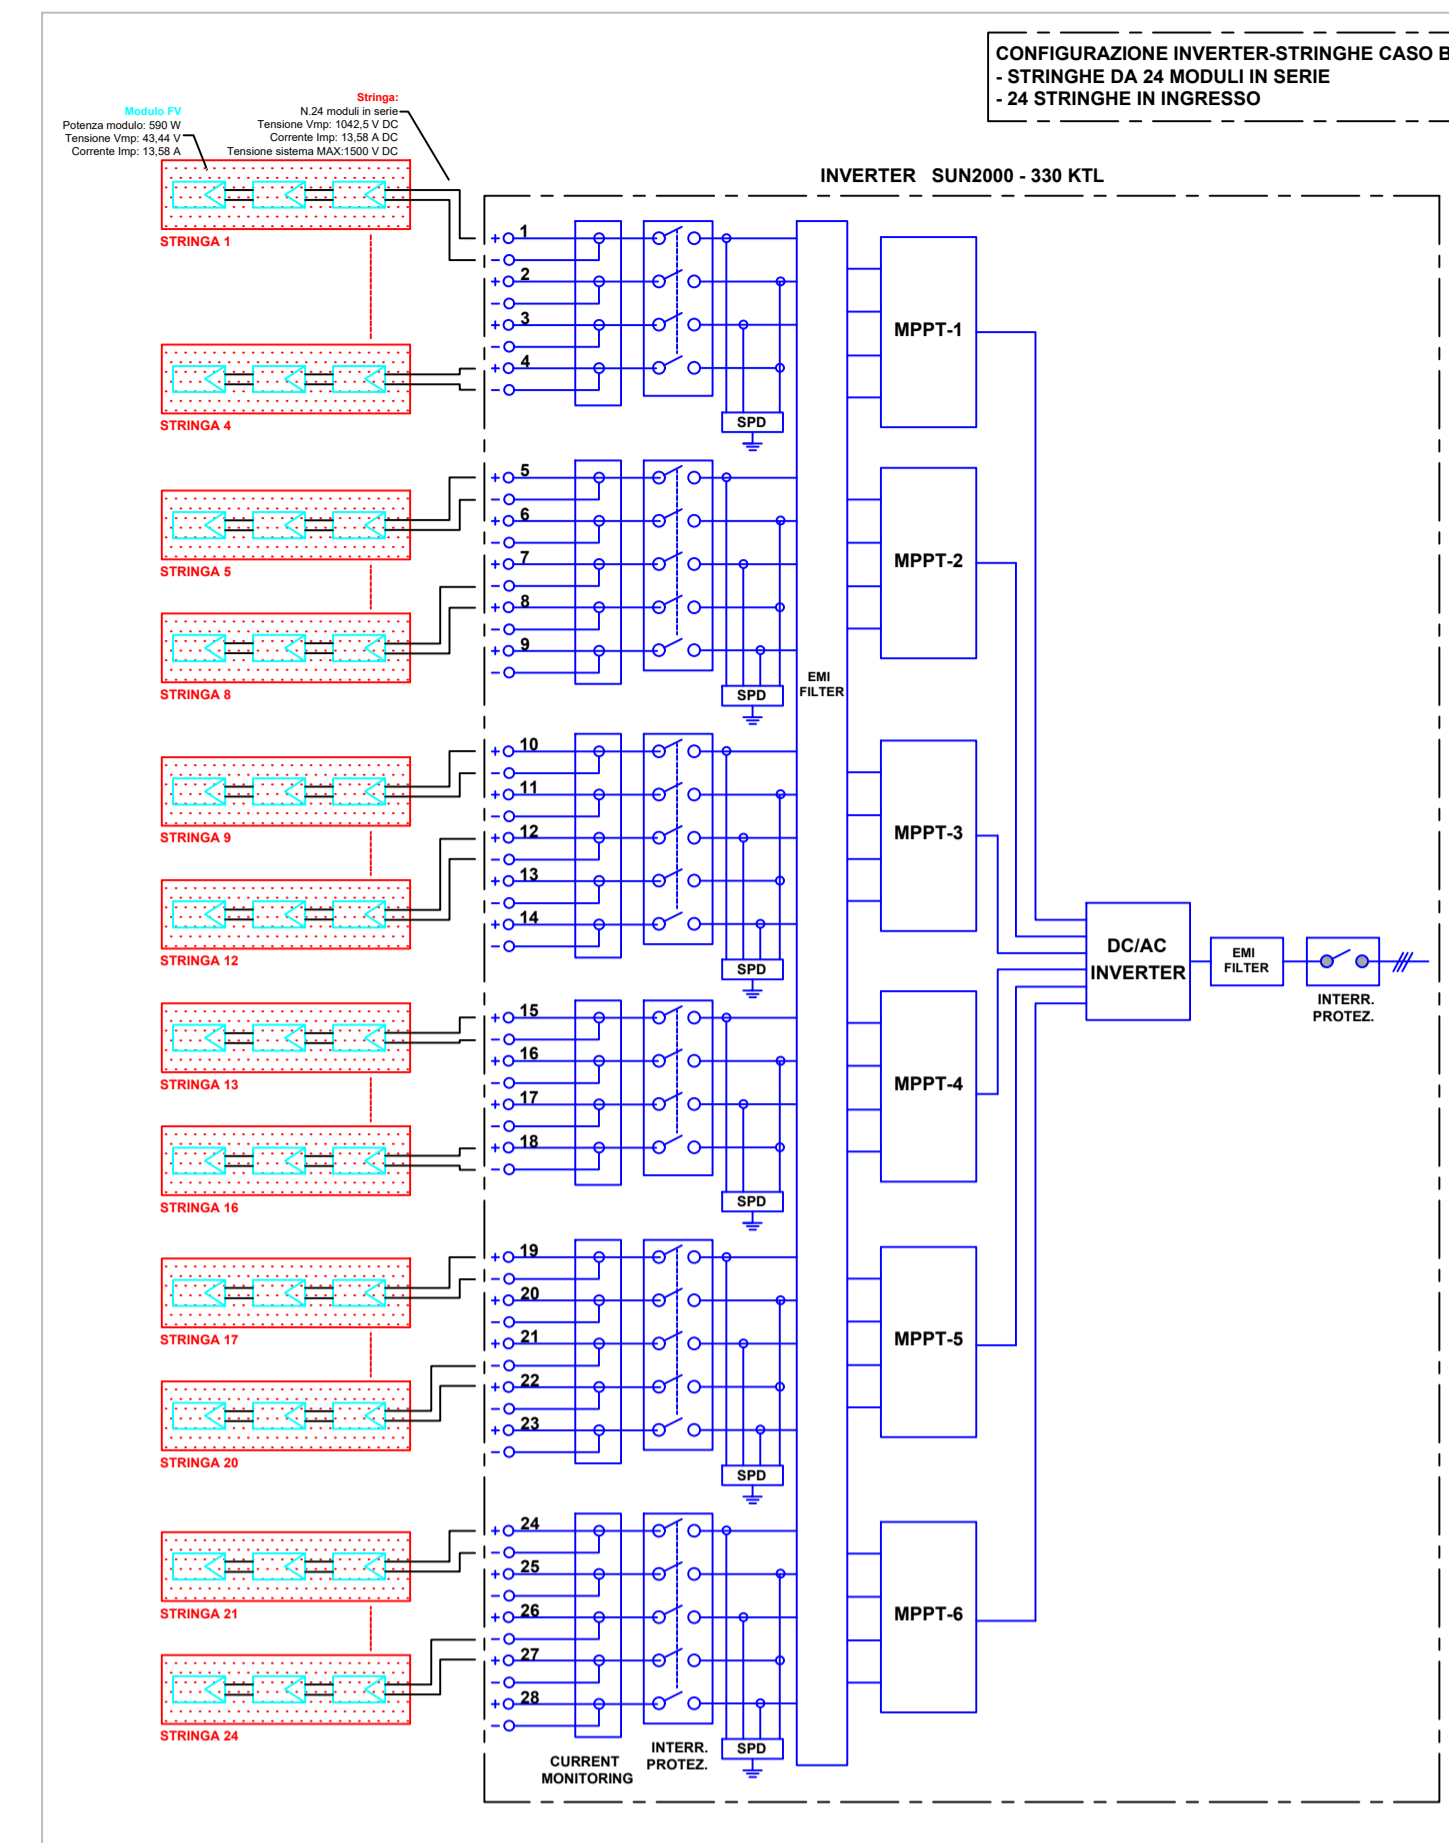 CONFIGURAZIONE INVERTER-STRINGHE CASO B
- STRINGHE DA 24 MODULI IN SERIE
- 24 STRINGHE IN INGRESSO
Modulo FV
Potenza modulo: 590 W
Tensione Vmp: 43,44 V
Corrente Imp: 13,58 A
Stringa:
N.24 moduli in serie
Tensione Vmp: 1042,5 V DC
Corrente Imp: 13,58 A DC
Tensione sistema MAX:1500 V DC
INVERTER SUN2000 - 330 KTL
STRINGA 1
STRINGA 4
STRINGA 5
STRINGA 8
STRINGA 9
STRINGA 12
STRINGA 13
STRINGA 16
STRINGA 17
STRINGA 20
STRINGA 21
STRINGA 24
+ 1
-
+ 2
-
+ 3
-
+ 4
-
SPD
+ 5
-
+ 6
-
+ 7
-
+ 8
-
+ 9
-
SPD
+ 10
-
+ 11
-
+ 12
-
+ 13
-
+ 14
-
SPD
+ 15
-
+ 16
-
+ 17
-
+ 18
-
SPD
+ 19
-
+ 20
-
+ 21
-
+ 22
-
+ 23
-
SPD
+ 24
-
+ 25
-
+ 26
-
+ 27
-
+ 28
-
SPD
CURRENT
MONITORING
INTERR.
PROTEZ.
EMI
FILTER
MPPT-1
MPPT-2
MPPT-3
MPPT-4
MPPT-5
MPPT-6
DC/AC
INVERTER
EMI
FILTER
INTERR.
PROTEZ.